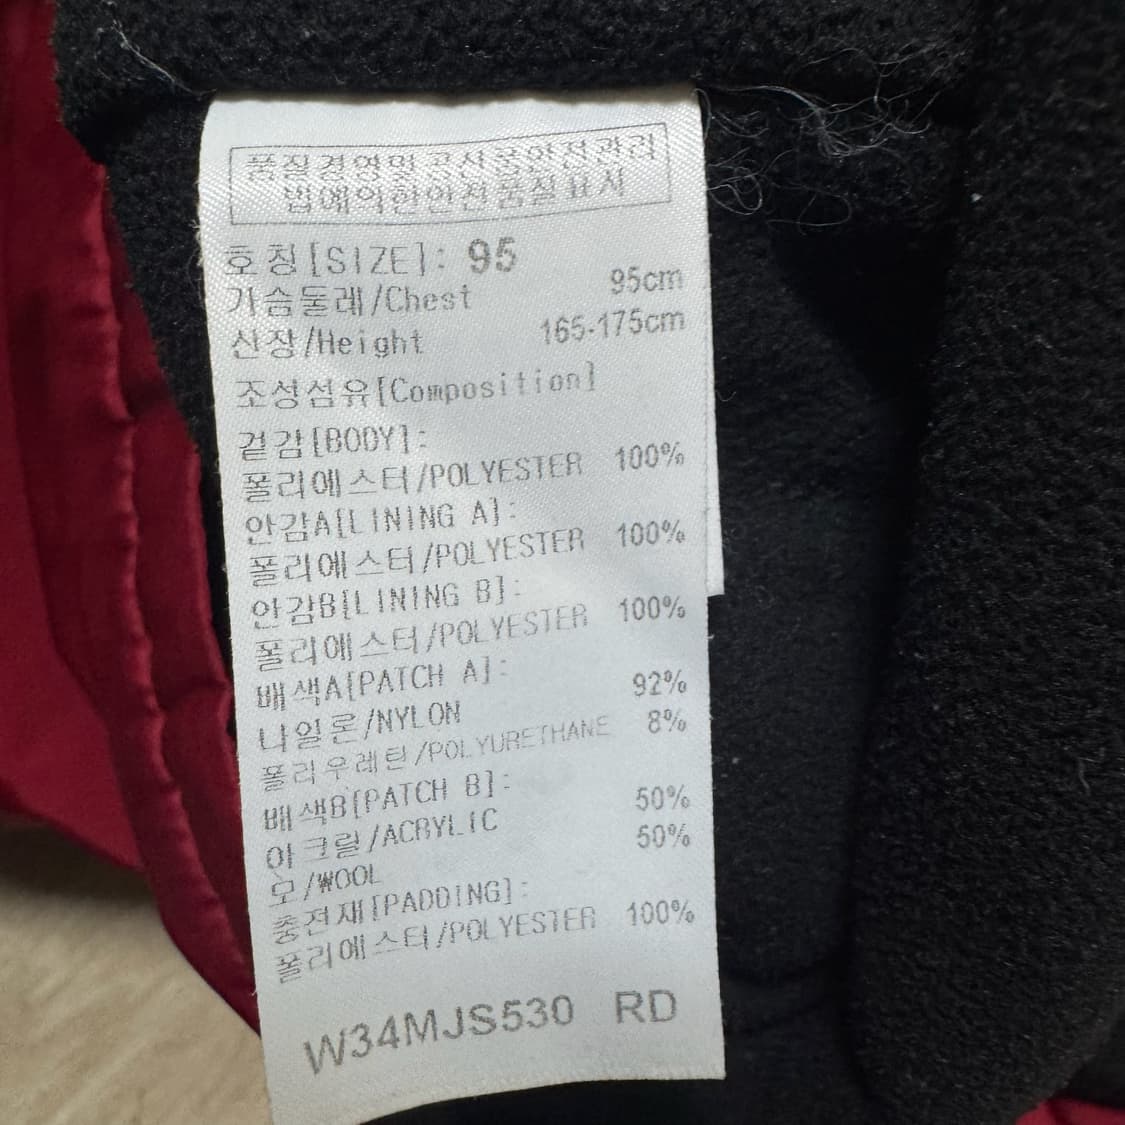 품질경영및공산품안전관리
법에의한안전품질표시
호칭[SIZE]: 95
가슴둘레/Chest 95cm
신장/Height 165-175cm
조성섬유[Composition]
겉감[BODY]:
폴리에스터/POLYESTER 100%
안감A[LINING A]:
폴리에스터/POLYESTER 100%
안감B[LINING B]:
폴리에스터/POLYESTER 100%
배색A[PATCH A]:
나일론/NYLON 92%
폴리우레탄/POLYURETHANE 8%
배색B[PATCH B]:
아크릴/ACRYLIC 50%
모/WOOL 50%
충전재[PADDING]:
폴리에스터/POLYESTER 100%
W34MJS530 RD